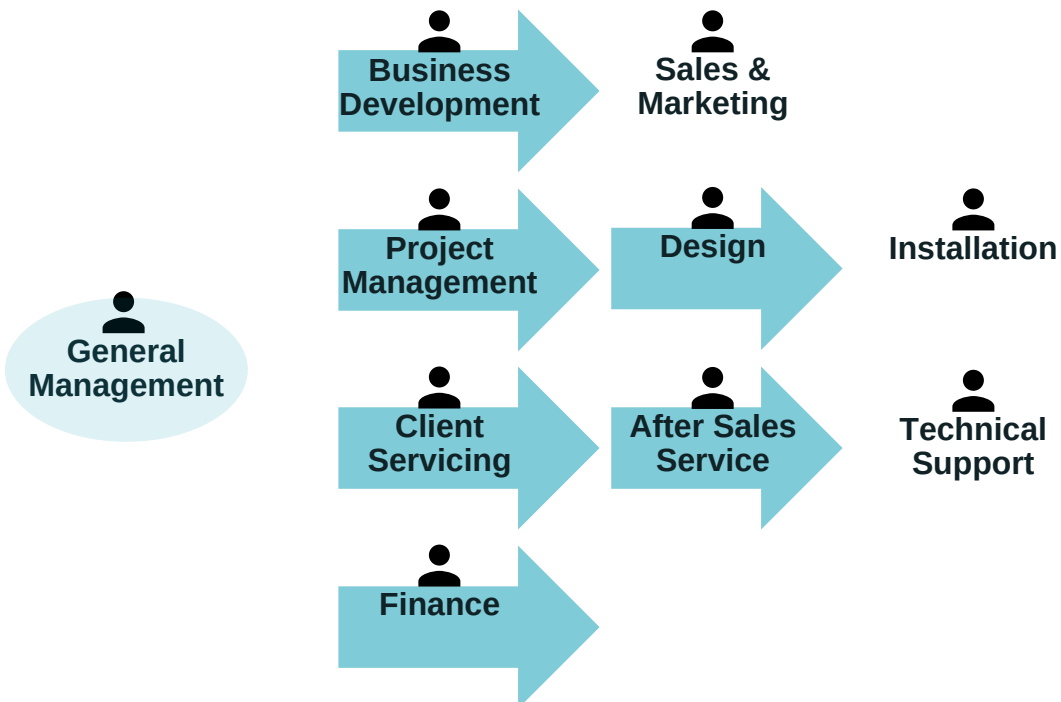 Business
Development
Sales &
Marketing
Project
Management
Design
Installation
General
Management
Client
Servicing
After Sales
Service
Technical
Support
Finance